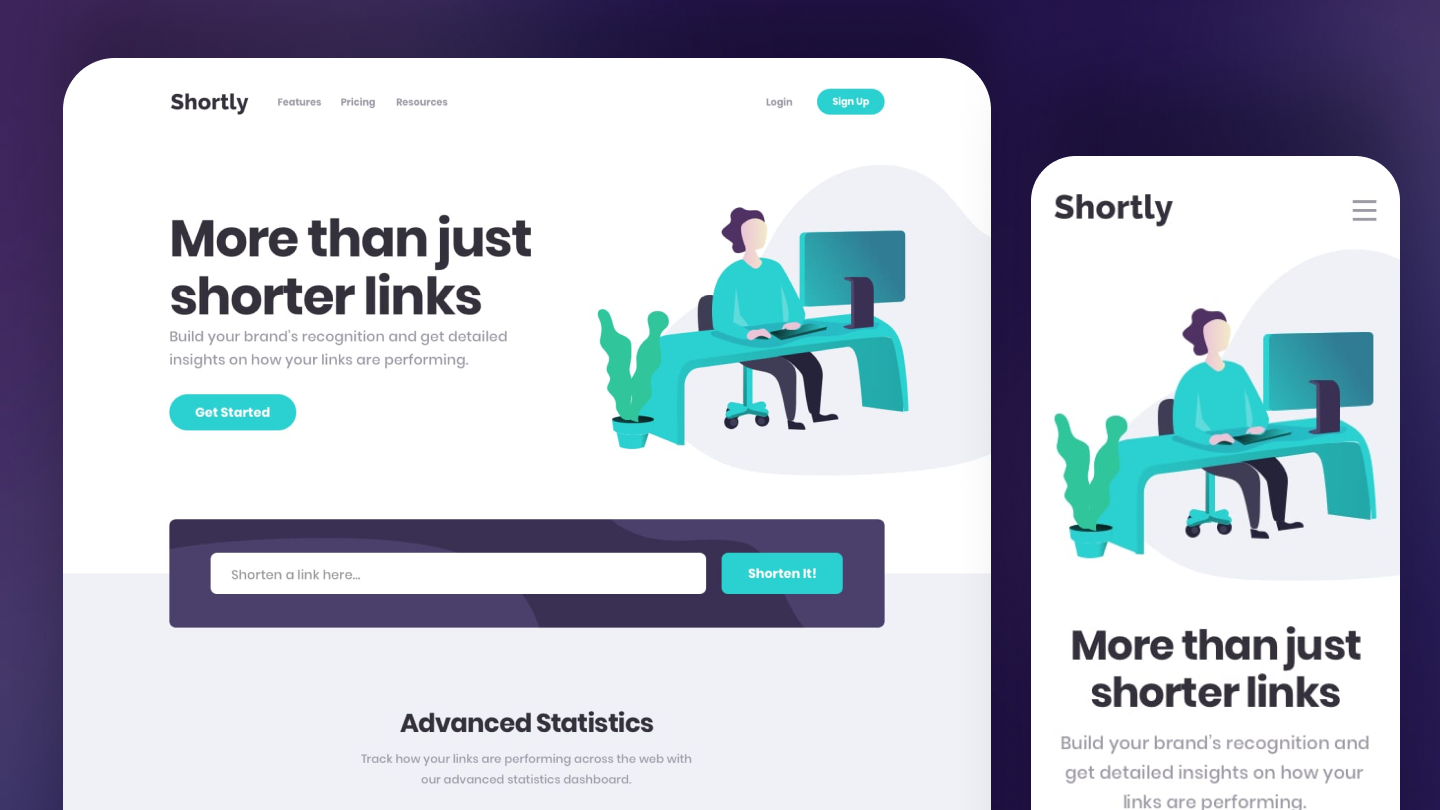 Shortly
Features
Pricing
Resources
Login
Sign Up
More than just
shorter links
Build your brand's recognition and get detailed
insights on how your links are performing.
Get Started
Shorten a link here...
Shorten It!
Advanced Statistics
Track how your links are performing across the web with
our advanced statistics dashboard.
Shortly
More than just
shorter links
Build your brand's recognition and
get detailed insights on how your
links are performing.